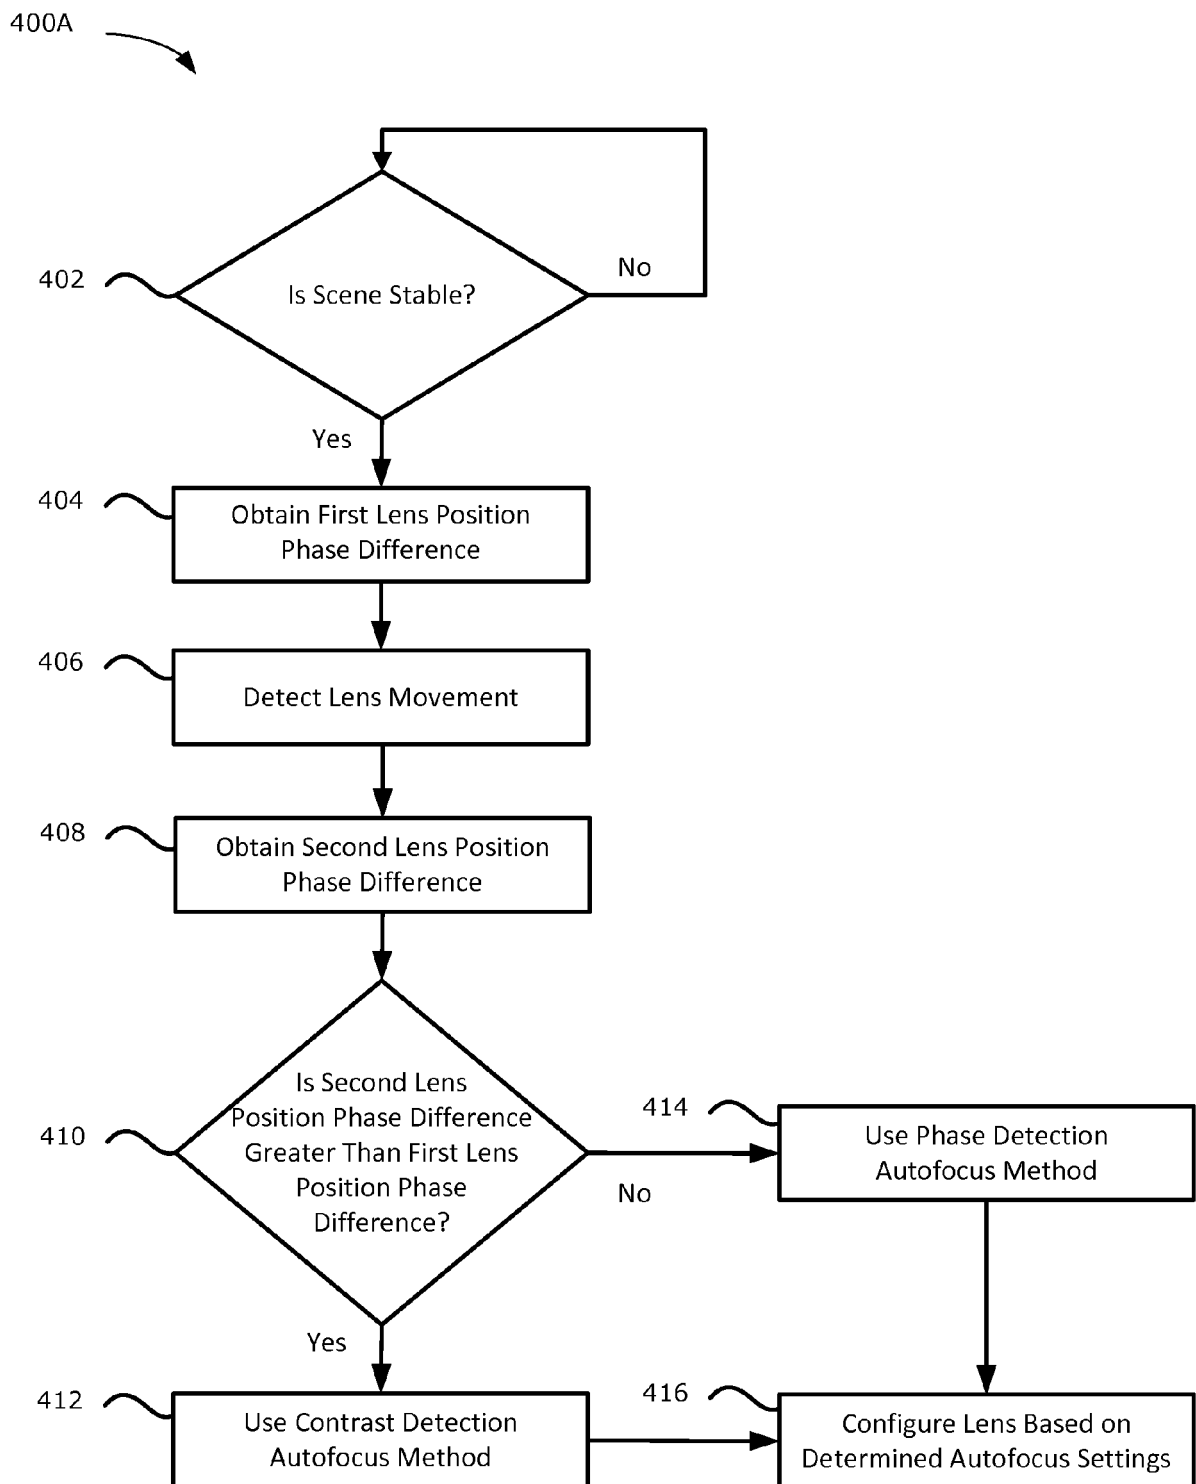 400A
402
Is Scene Stable?
No
Yes
404
Obtain First Lens Position
Phase Difference
406
Detect Lens Movement
408
Obtain Second Lens Position
Phase Difference
410
Is Second Lens
Position Phase Difference
Greater Than First Lens
Position Phase
Difference?
No
414
Use Phase Detection
Autofocus Method
Yes
412
Use Contrast Detection
Autofocus Method
416
Configure Lens Based on
Determined Autofocus Settings